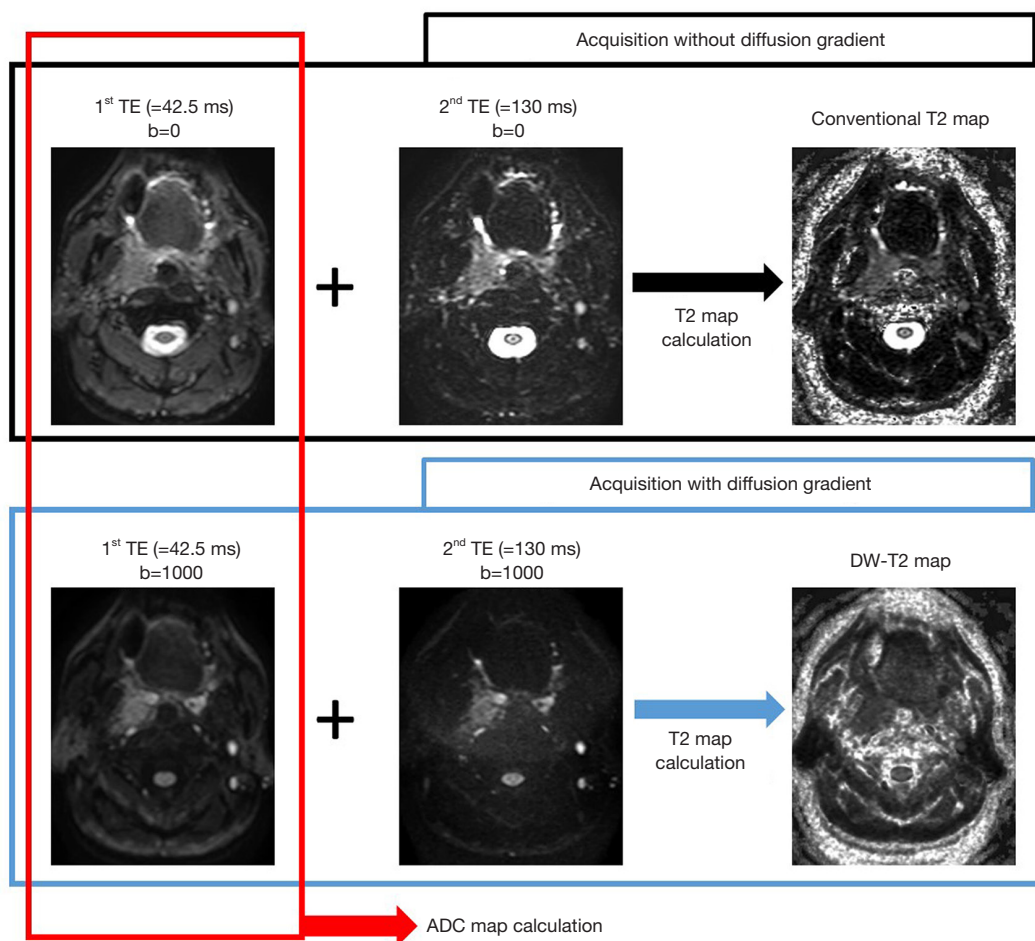 Acquisition without diffusion gradient
1st TE (=42.5 ms)
b=0
2nd TE (=130 ms)
b=0
Conventional T2 map
+
T2 map
calculation
Acquisition with diffusion gradient
1st TE (=42.5 ms)
b=1000
2nd TE (=130 ms)
b=1000
DW-T2 map
+
T2 map
calculation
ADC map calculation